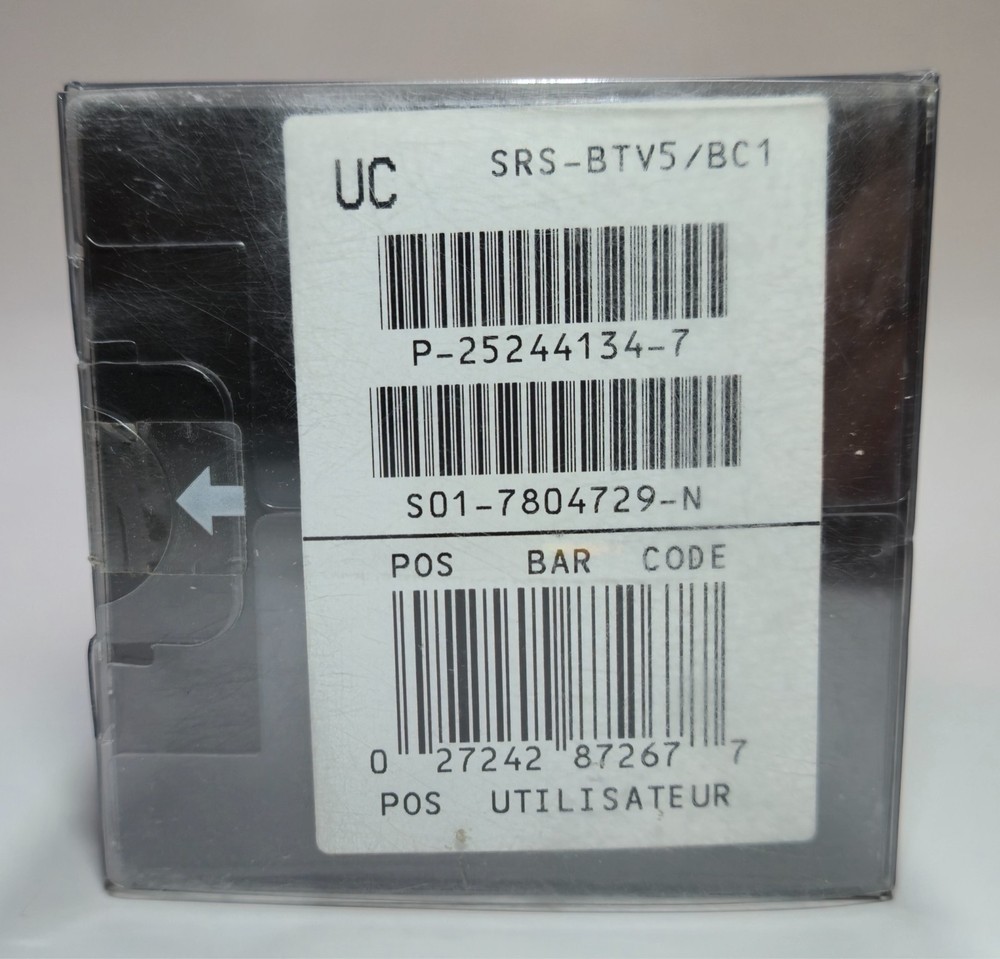 UC SRS-BTV5/BC1
P-25244134-7
S01-7804729-N
POS BAR CODE
0 27242 87267 7
POS UTILISATEUR